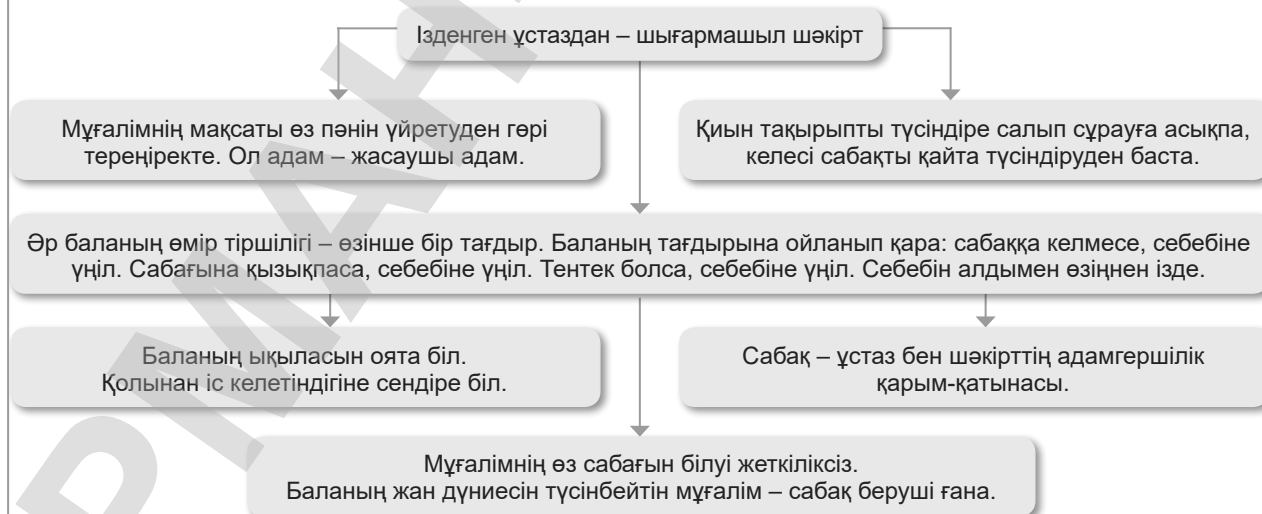 Ізденген ұстаздан – шығармашыл шәкірт
Мұғалімнің мақсаты өз пәнін үйретуден гөрі
тереңіректе. Ол адам – жасаушы адам.
Қиын тақырыпты түсіндіре салып сұрауға асықпа,
келесі сабақты қайта түсіндіруден баста.
Әр баланың өмір тіршілігі – өзінше бір тағдыр. Баланың тағдырына ойланып қара: сабаққа келмесе, себебіне
үңіл. Сабағына қызықпаса, себебіне үңіл. Тентек болса, себебіне үңіл. Себебін алдымен өзіңнен ізде.
Баланың ықыласын оята біл.
Қолынан іс келетіндігіне сендіре біл.
Сабақ – ұстаз бен шәкірттің адамгершілік
қарым-қатынасы.
Мұғалімнің өз сабағын білуі жеткіліксіз.
Баланың жан дүниесін түсінбейтін мұғалім – сабақ беруші ғана.